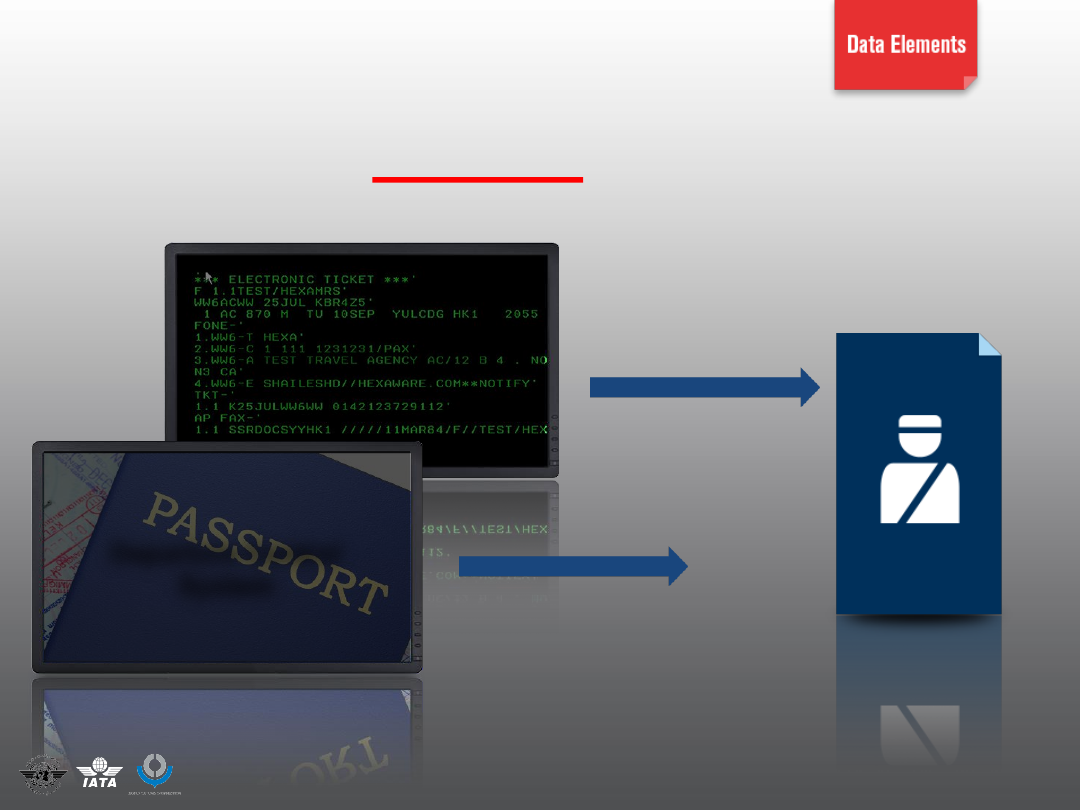 Data Elements
*** ELECTRONIC TICKET ***'
F 1.1TEST/HEXAMRS'
WW6ACWW 25JUL KBR4Z5'
1 AC 870 M TU 10SEP YULCDG HK1 2055
FONE-'
1.WW6-T HEXA'
2.WW6-C 1 111 1231231/PAX'
3.WW6-A TEST TRAVEL AGENCY AC/12 B 4 . NO
N3 CA'
4.WW6-E SHAILESHD//HEXAWARE.COM**NOTIFY'
TKT-'
1.1 K25JULWW6WW 0142123729112'
AP FAX-'
1.1 SSRDOCSYYHK1 /////11MAR84/F//TEST/HEX
PASSPORT
IATA